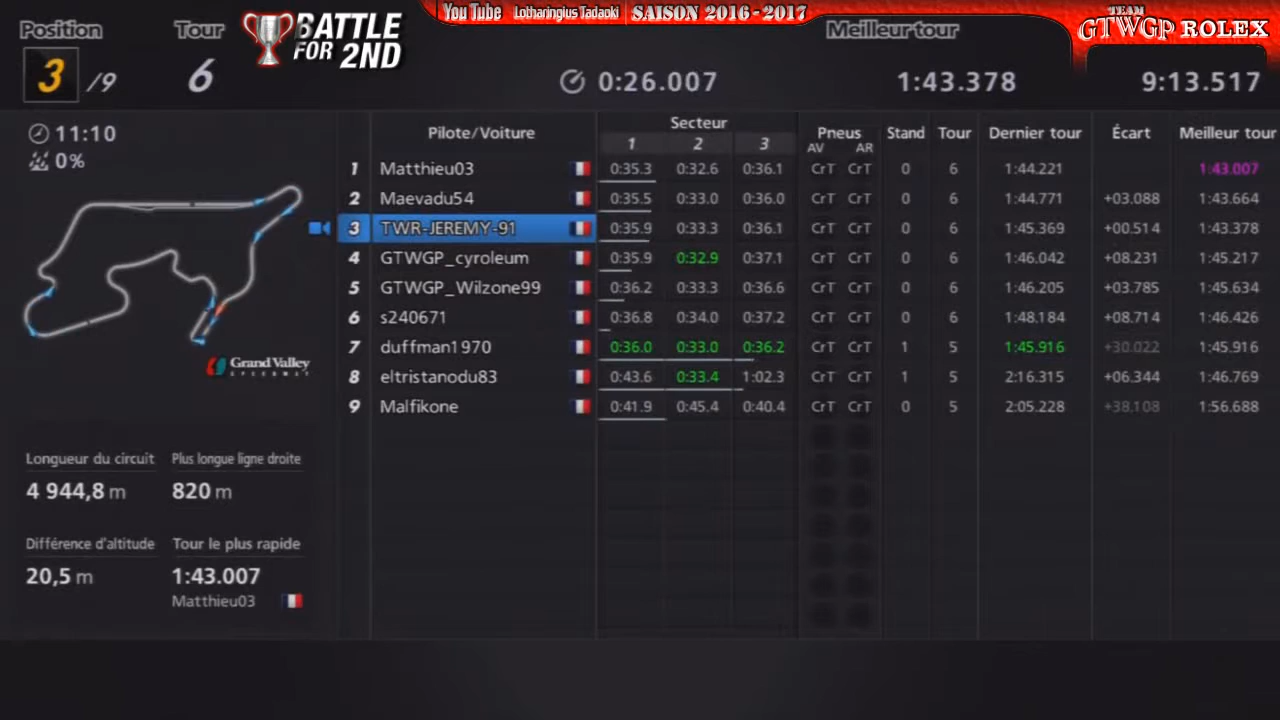 You Tube Lotharingius Tadaoki SAISON 2016 - 2017
TEAM
GTWGP ROLEX
Position Tour BATTLE FOR 2ND Meilleur tour
3 /9 6 0:26.007 1:43.378 9:13.517
11:10
0%
Grand Valley
SPEEDWAY
Longueur du circuit Plus longue ligne droite
4 944,8 m 820 m
Différence d'altitude Tour le plus rapide
20,5 m 1:43.007
Matthieu03
Secteur
Pilote/Voiture 1 2 3 Pneus Stand Tour Dernier tour Écart Meilleur tour
AV AR
1 Matthieu03 0:35.3 0:32.6 0:36.1 CrT CrT 0 6 1:44.221 1:43.007
2 Maevadu54 0:35.5 0:33.0 0:36.0 CrT CrT 0 6 1:44.771 +03.088 1:43.664
3 TWR-JEREMY-91 0:35.9 0:33.3 0:36.1 CrT CrT 0 6 1:45.369 +00.514 1:43.378
4 GTWGP_cyroleum 0:35.9 0:32.9 0:37.1 CrT CrT 0 6 1:46.042 +08.231 1:45.217
5 GTWGP_Wilzone99 0:36.2 0:33.3 0:36.6 CrT CrT 0 6 1:46.205 +03.785 1:45.634
6 s240671 0:36.8 0:34.0 0:37.2 CrT CrT 0 6 1:48.184 +08.714 1:46.426
7 duffman1970 0:36.0 0:33.0 0:36.2 CrT CrT 1 5 1:45.916 +30.022 1:45.916
8 eltristanodu83 0:43.6 0:33.4 1:02.3 CrT CrT 1 5 2:16.315 +06.344 1:46.769
9 Malfikone 0:41.9 0:45.4 0:40.4 CrT CrT 0 5 2:05.228 +38.108 1:56.688